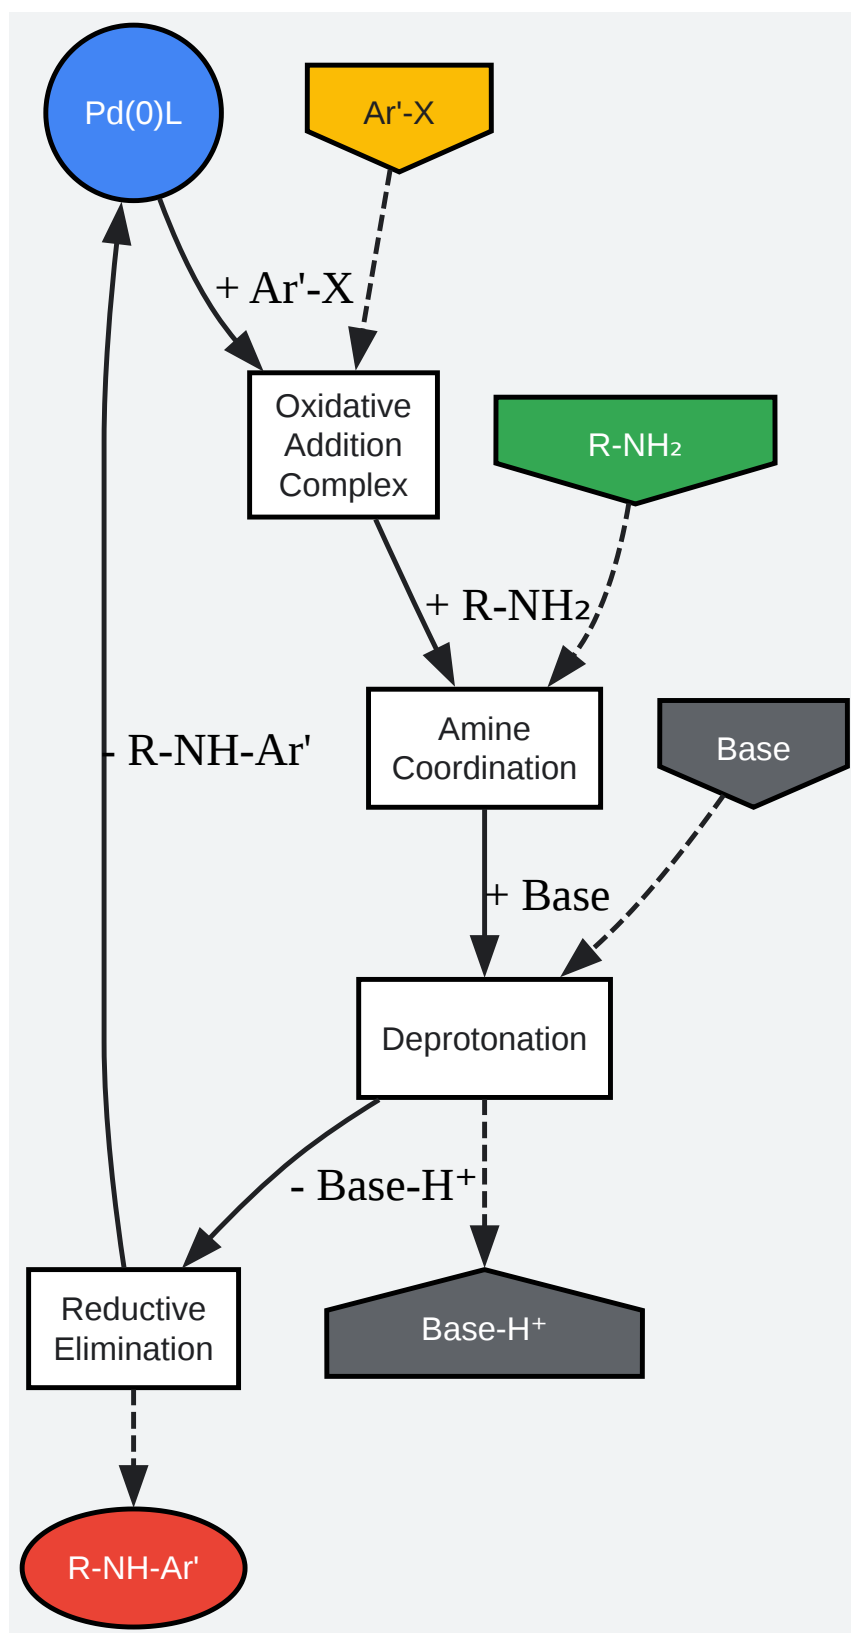 Pd(0)L
Ar'-X
+ Ar'-X
Oxidative
Addition
Complex
R-NH₂
+ R-NH₂
Amine
Coordination
Base
- R-NH-Ar'
+ Base
Deprotonation
- Base-H⁺
Reductive
Elimination
Base-H⁺
R-NH-Ar'